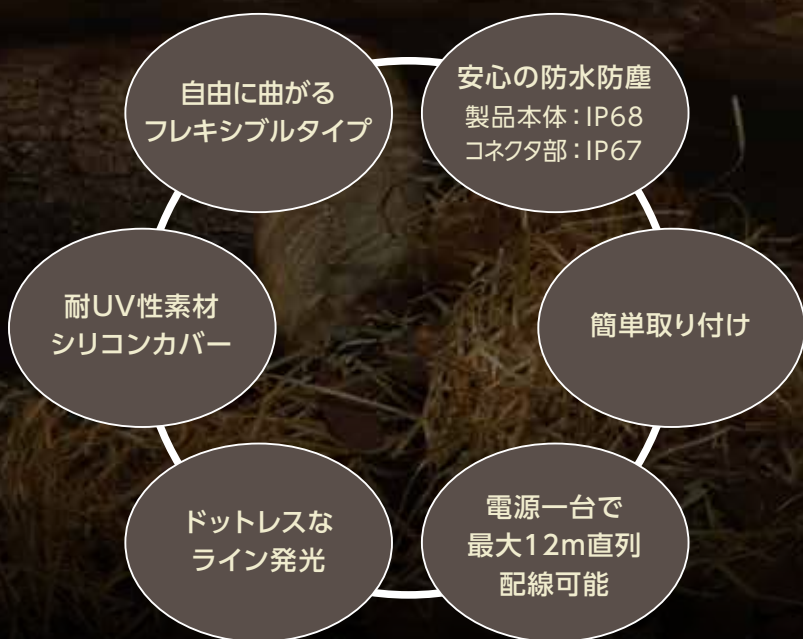 自由に曲がる
フレキシブルタイプ
安心の防水防塵
製品本体：IP68
コネクタ部：IP67
耐UV性素材
シリコンカバー
簡単取り付け
ドットレスな
ライン発光
電源一台で
最大12m直列
配線可能